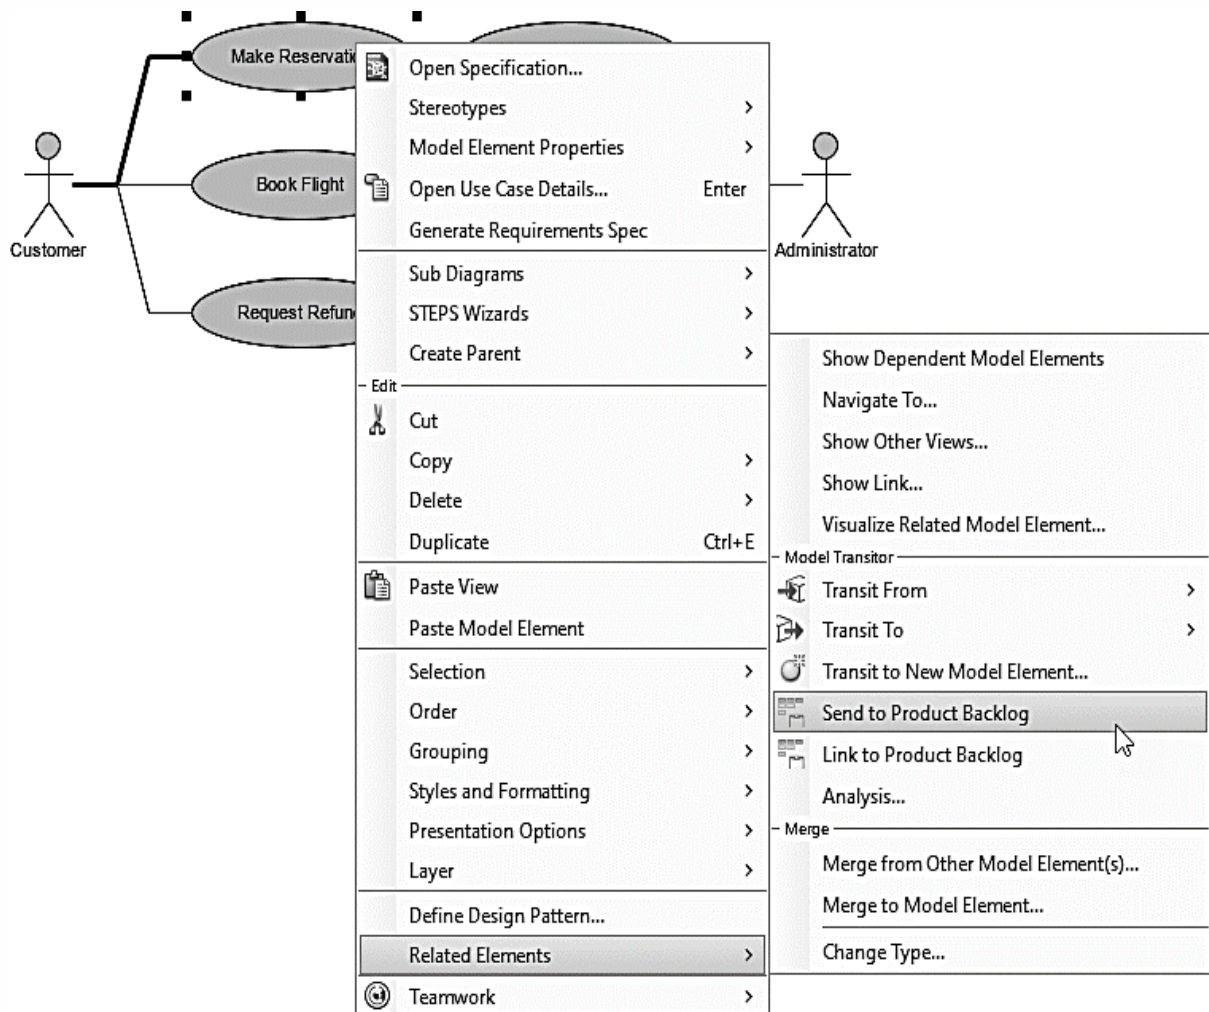 Make Reservatio
Book Flight
Request Refun
Customer
Administrator
Open Specification...
Stereotypes
Model Element Properties
Open Use Case Details... Enter
Generate Requirements Spec
Sub Diagrams
STEPS Wizards
Create Parent
Edit
Cut
Copy
Delete
Duplicate Ctrl+E
Paste View
Paste Model Element
Selection
Order
Grouping
Styles and Formatting
Presentation Options
Layer
Define Design Pattern...
Related Elements
Teamwork
Show Dependent Model Elements
Navigate To...
Show Other Views...
Show Link...
Visualize Related Model Element...
Model Transitor
Transit From
Transit To
Transit to New Model Element...
Send to Product Backlog
Link to Product Backlog
Analysis...
Merge
Merge from Other Model Element(s)...
Merge to Model Element...
Change Type...